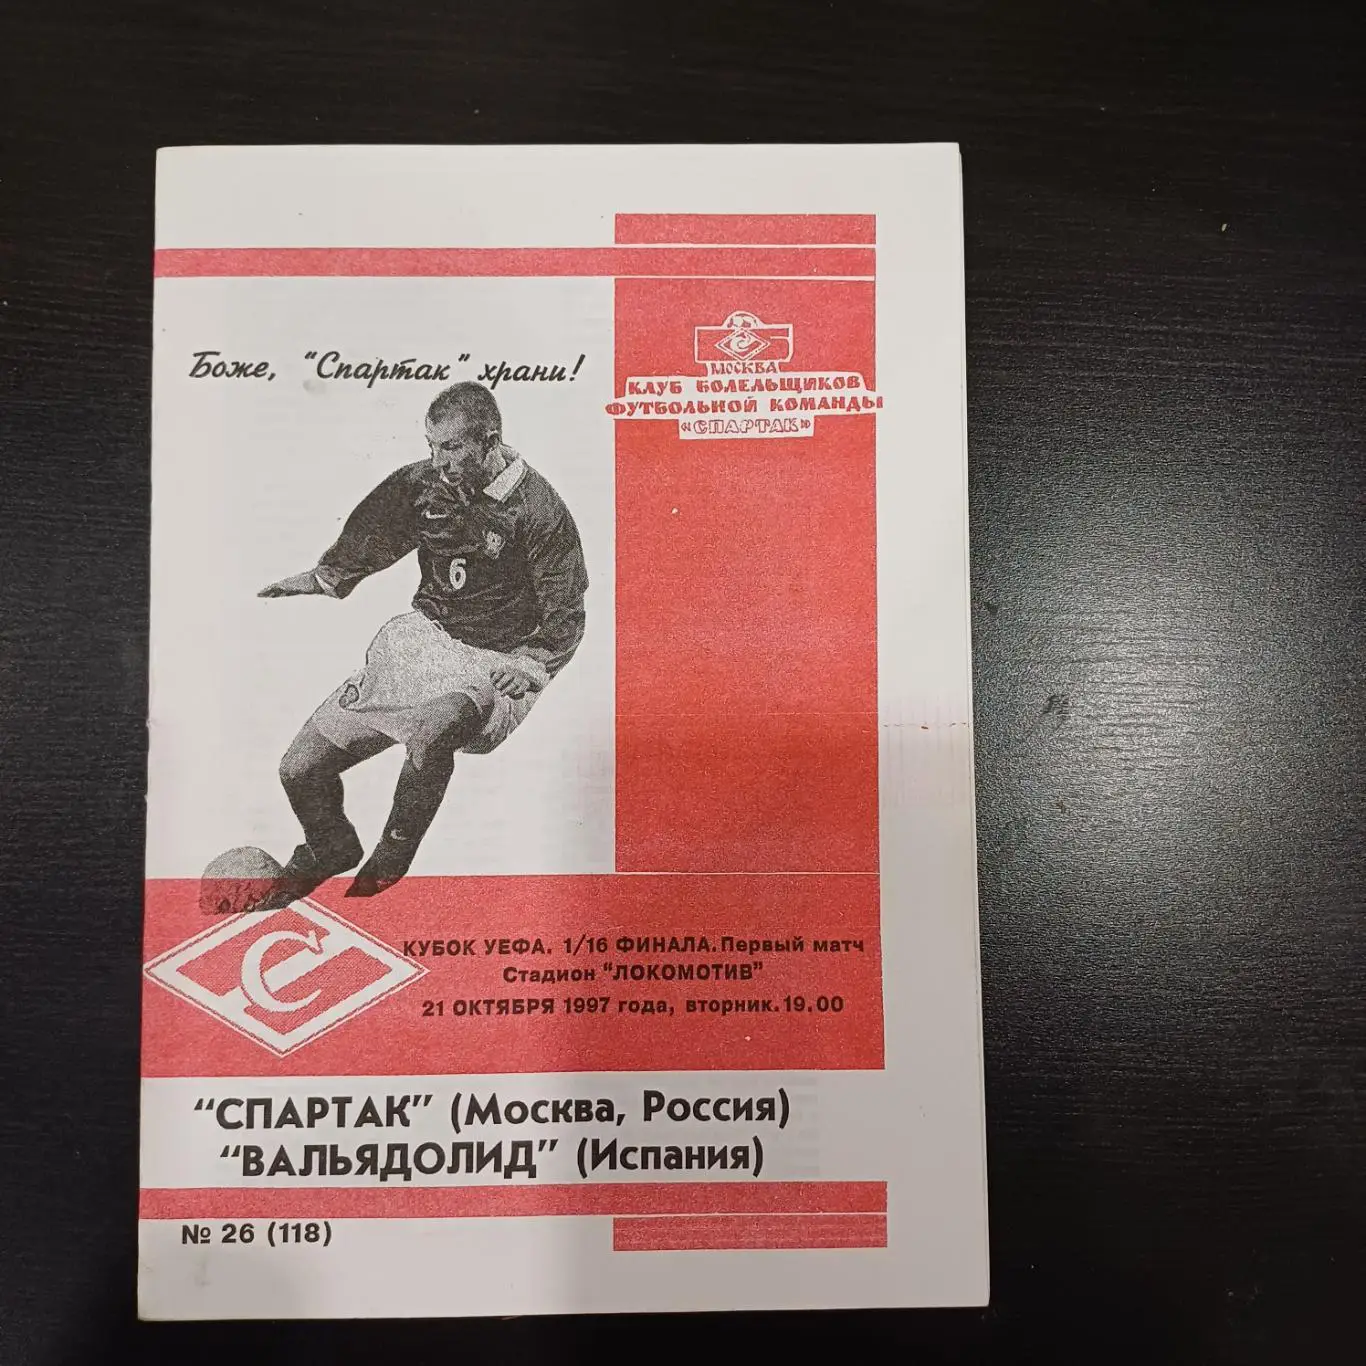 Боже, "Спартак" храни!
МОСКВА
КЛУБ БОЛЕЛЬЩИКОВ
ФУТБОЛЬНОЙ КОМАНДЫ
«СПАРТАК»
6
КУБОК УЕФА. 1/16 ФИНАЛА. Первый матч
Стадион "ЛОКОМОТИВ"
21 ОКТЯБРЯ 1997 года, вторник. 19.00
"СПАРТАК" (Москва, Россия)
"ВАЛЬЯДОЛИД" (Испания)
№ 26 (118)